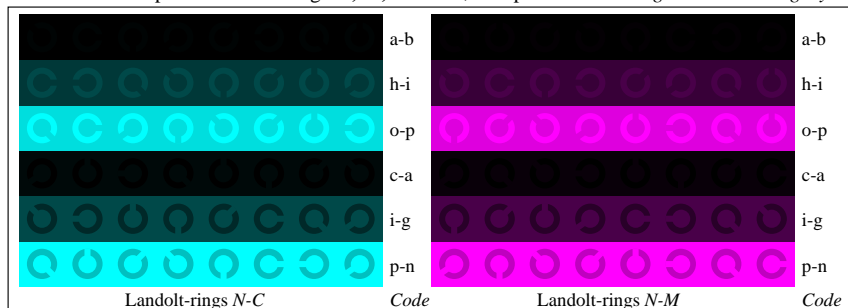 a-b a-b
h-i h-i
o-p o-p
c-a c-a
i-g i-g
p-n p-n
Landolt-rings N-C Code Landolt-rings N-M Code